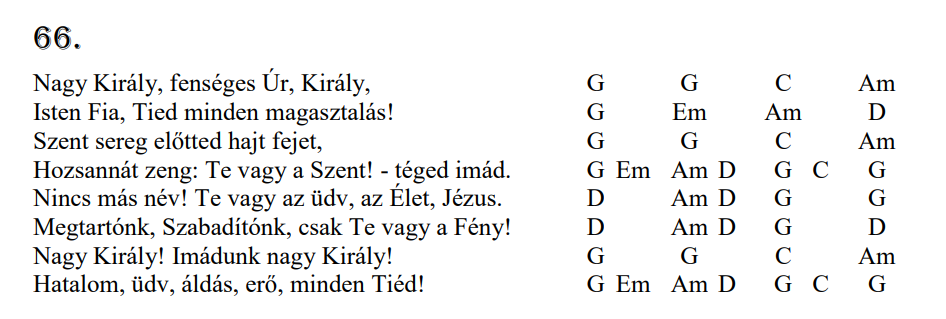 66.
Nagy Király, fenséges Úr, Király, G G C Am
Isten Fia, Tied minden magasztalás! G Em Am D
Szent sereg előtted hajt fejet, G G C Am
Hozsannát zeng: Te vagy a Szent! - téged imád. G Em Am D G C G
Nincs más név! Te vagy az üdv, az Élet, Jézus. D Am D G G
Megtartónk, Szabadítónk, csak Te vagy a Fény! D Am D G D
Nagy Király! Imádunk nagy Király! G G C Am
Hatalom, üdv, áldás, erő, minden Tiéd! G Em Am D G C G